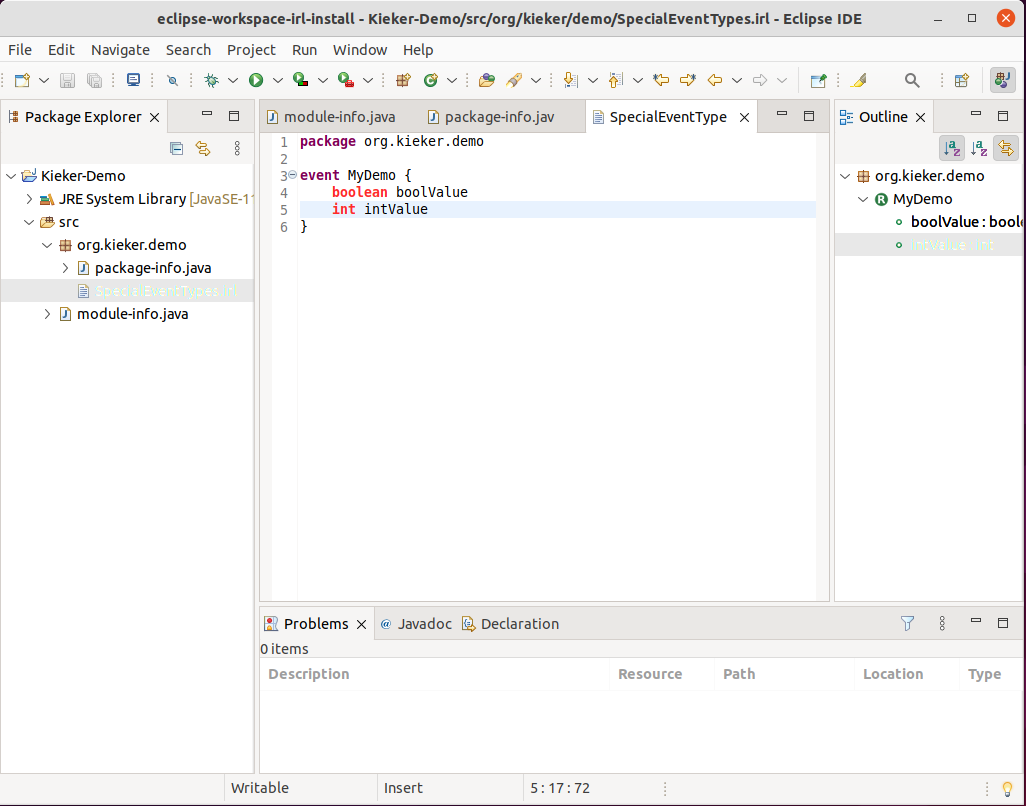 eclipse-workspace-irl-install - Kieker-Demo/src/org/kieker/demo/SpecialEventTypes.irl - Eclipse IDE
File Edit Navigate Search Project Run Window Help
Package Explorer
Kieker-Demo
JRE System Library [JavaSE-11
src
org.kieker.demo
package-info.java
SpecialEventTypes.irl
module-info.java
module-info.java package-info.jav SpecialEventType
1 package org.kieker.demo
2
3 event MyDemo {
4 boolean boolValue
5 int intValue
6 }
Outline
org.kieker.demo
MyDemo
boolValue : boole
intValue : int
Problems @ Javadoc Declaration
0 items
Description Resource Path Location Type
Writable Insert 5 : 17 : 72